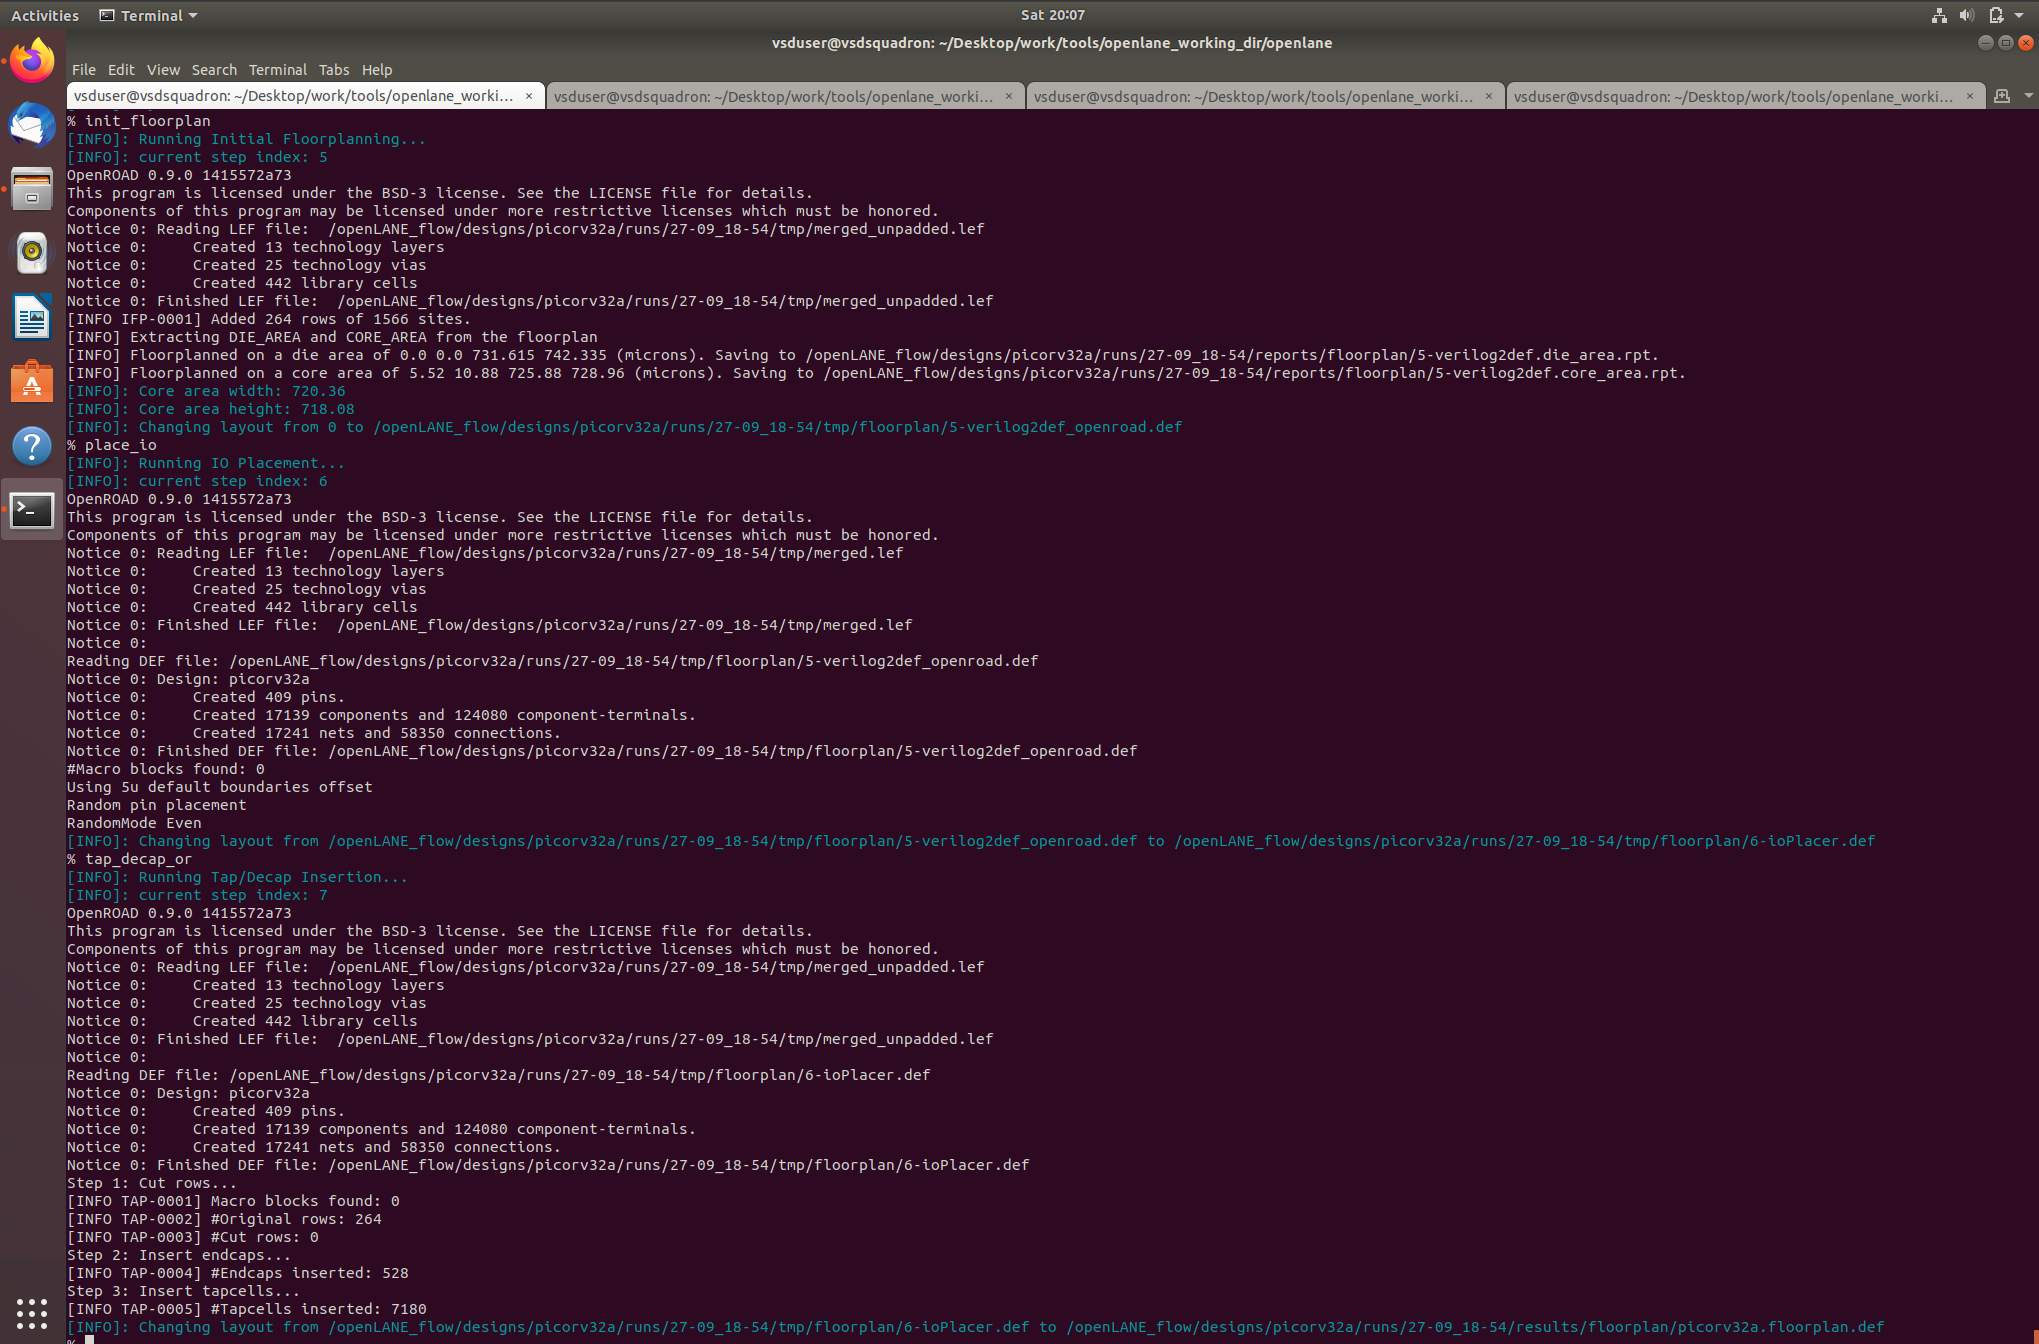 Activities
Terminal
Sat 20:07
vsduser@vsdsquadron: ~/Desktop/work/tools/openlane_working_dir/openlane
File Edit View Search Terminal Tabs Help
vsduser@vsdsquadron: ~/Desktop/work/tools/openlane_worki... × vsduser@vsdsquadron: ~/Desktop/work/tools/openlane_worki... × vsduser@vsdsquadron: ~/Desktop/work/tools/openlane_worki... × vsduser@vsdsquadron: ~/Desktop/work/tools/openlane_worki... ×
% init_floorplan
[INFO]: Running Initial Floorplanning...
[INFO]: current step index: 5
OpenROAD 0.9.0 1415572a73
This program is licensed under the BSD-3 license. See the LICENSE file for details.
Components of this program may be licensed under more restrictive licenses which must be honored.
Notice 0: Reading LEF file:  /openLANE_flow/designs/picorv32a/runs/27-09_18-54/tmp/merged_unpadded.lef
Notice 0:     Created 13 technology layers
Notice 0:     Created 25 technology vias
Notice 0:     Created 442 library cells
Notice 0: Finished LEF file:  /openLANE_flow/designs/picorv32a/runs/27-09_18-54/tmp/merged_unpadded.lef
[INFO IFP-0001] Added 264 rows of 1566 sites.
[INFO] Extracting DIE_AREA and CORE_AREA from the floorplan
[INFO] Floorplanned on a die area of 0.0 0.0 731.615 742.335 (microns). Saving to /openLANE_flow/designs/picorv32a/runs/27-09_18-54/reports/floorplan/5-verilog2def.die_area.rpt.
[INFO] Floorplanned on a core area of 5.52 10.88 725.88 728.96 (microns). Saving to /openLANE_flow/designs/picorv32a/runs/27-09_18-54/reports/floorplan/5-verilog2def.core_area.rpt.
[INFO]: Core area width: 720.36
[INFO]: Core area height: 718.08
[INFO]: Changing layout from 0 to /openLANE_flow/designs/picorv32a/runs/27-09_18-54/tmp/floorplan/5-verilog2def_openroad.def
% place_io
[INFO]: Running IO Placement...
[INFO]: current step index: 6
OpenROAD 0.9.0 1415572a73
This program is licensed under the BSD-3 license. See the LICENSE file for details.
Components of this program may be licensed under more restrictive licenses which must be honored.
Notice 0: Reading LEF file:  /openLANE_flow/designs/picorv32a/runs/27-09_18-54/tmp/merged.lef
Notice 0:     Created 13 technology layers
Notice 0:     Created 25 technology vias
Notice 0:     Created 442 library cells
Notice 0: Finished LEF file:  /openLANE_flow/designs/picorv32a/runs/27-09_18-54/tmp/merged.lef
Notice 0:
Reading DEF file: /openLANE_flow/designs/picorv32a/runs/27-09_18-54/tmp/floorplan/5-verilog2def_openroad.def
Notice 0: Design: picorv32a
Notice 0:     Created 409 pins.
Notice 0:     Created 17139 components and 124080 component-terminals.
Notice 0:     Created 17241 nets and 58350 connections.
Notice 0: Finished DEF file: /openLANE_flow/designs/picorv32a/runs/27-09_18-54/tmp/floorplan/5-verilog2def_openroad.def
#Macro blocks found: 0
Using 5u default boundaries offset
Random pin placement
RandomMode Even
[INFO]: Changing layout from /openLANE_flow/designs/picorv32a/runs/27-09_18-54/tmp/floorplan/5-verilog2def_openroad.def to /openLANE_flow/designs/picorv32a/runs/27-09_18-54/tmp/floorplan/6-ioPlacer.def
% tap_decap_or
[INFO]: Running Tap/Decap Insertion...
[INFO]: current step index: 7
OpenROAD 0.9.0 1415572a73
This program is licensed under the BSD-3 license. See the LICENSE file for details.
Components of this program may be licensed under more restrictive licenses which must be honored.
Notice 0: Reading LEF file:  /openLANE_flow/designs/picorv32a/runs/27-09_18-54/tmp/merged_unpadded.lef
Notice 0:     Created 13 technology layers
Notice 0:     Created 25 technology vias
Notice 0:     Created 442 library cells
Notice 0: Finished LEF file:  /openLANE_flow/designs/picorv32a/runs/27-09_18-54/tmp/merged_unpadded.lef
Notice 0:
Reading DEF file: /openLANE_flow/designs/picorv32a/runs/27-09_18-54/tmp/floorplan/6-ioPlacer.def
Notice 0: Design: picorv32a
Notice 0:     Created 409 pins.
Notice 0:     Created 17139 components and 124080 component-terminals.
Notice 0:     Created 17241 nets and 58350 connections.
Notice 0: Finished DEF file: /openLANE_flow/designs/picorv32a/runs/27-09_18-54/tmp/floorplan/6-ioPlacer.def
Step 1: Cut rows...
[INFO TAP-0001] Macro blocks found: 0
[INFO TAP-0002] #Original rows: 264
[INFO TAP-0003] #Cut rows: 0
Step 2: Insert endcaps...
[INFO TAP-0004] #Endcaps inserted: 528
Step 3: Insert tapcells...
[INFO TAP-0005] #Tapcells inserted: 7180
[INFO]: Changing layout from /openLANE_flow/designs/picorv32a/runs/27-09_18-54/tmp/floorplan/6-ioPlacer.def to /openLANE_flow/designs/picorv32a/runs/27-09_18-54/results/floorplan/picorv32a.floorplan.def
%